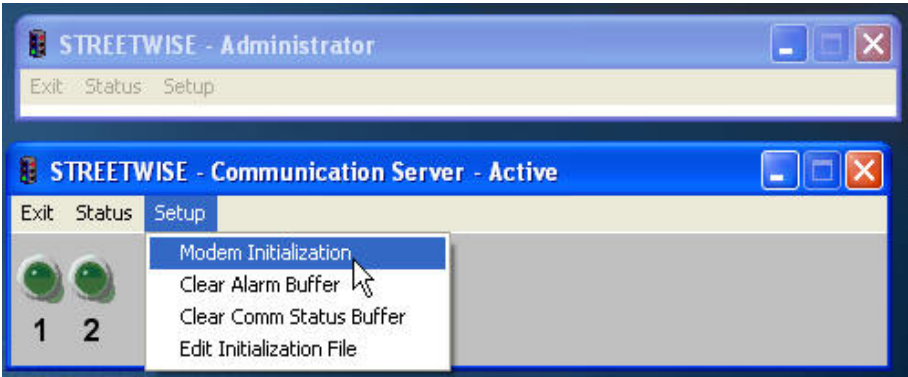 STREETWISE - Administrator
Exit Status Setup
STREETWISE - Communication Server - Active
Exit Status Setup
Modem Initialization
Clear Alarm Buffer
Clear Comm Status Buffer
1 2
Edit Initialization File